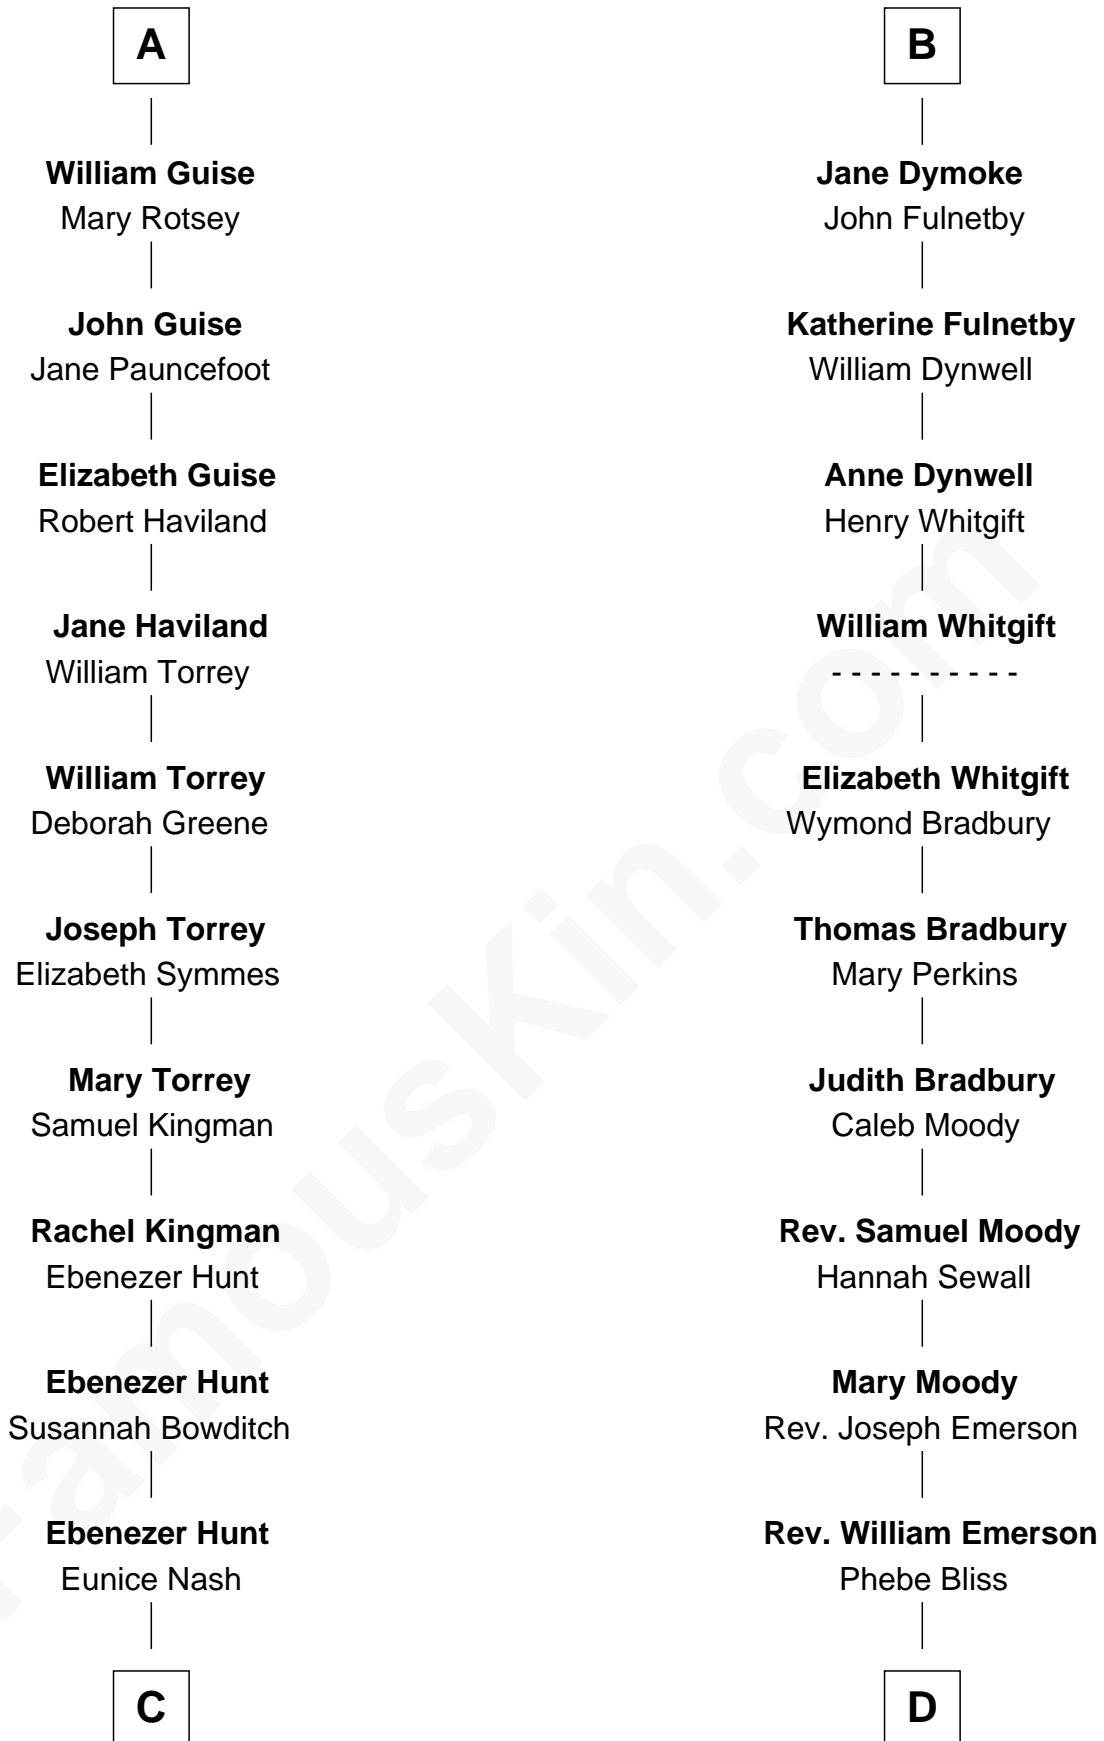 A
William Guise
Mary Rotsey
John Guise
Jane Pauncefoot
Elizabeth Guise
Robert Haviland
Jane Haviland
William Torrey
William Torrey
Deborah Greene
Joseph Torrey
Elizabeth Symmes
Mary Torrey
Samuel Kingman
Rachel Kingman
Ebenezer Hunt
Ebenezer Hunt
Susannah Bowditch
Ebenezer Hunt
Eunice Nash
C
B
Jane Dymoke
John Fulnetby
Katherine Fulnetby
William Dynwell
Anne Dynwell
Henry Whitgift
William Whitgift
- - - - - - - - - -
Elizabeth Whitgift
Wymond Bradbury
Thomas Bradbury
Mary Perkins
Judith Bradbury
Caleb Moody
Rev. Samuel Moody
Hannah Sewall
Mary Moody
Rev. Joseph Emerson
Rev. William Emerson
Phebe Bliss
D
FamousKin.com